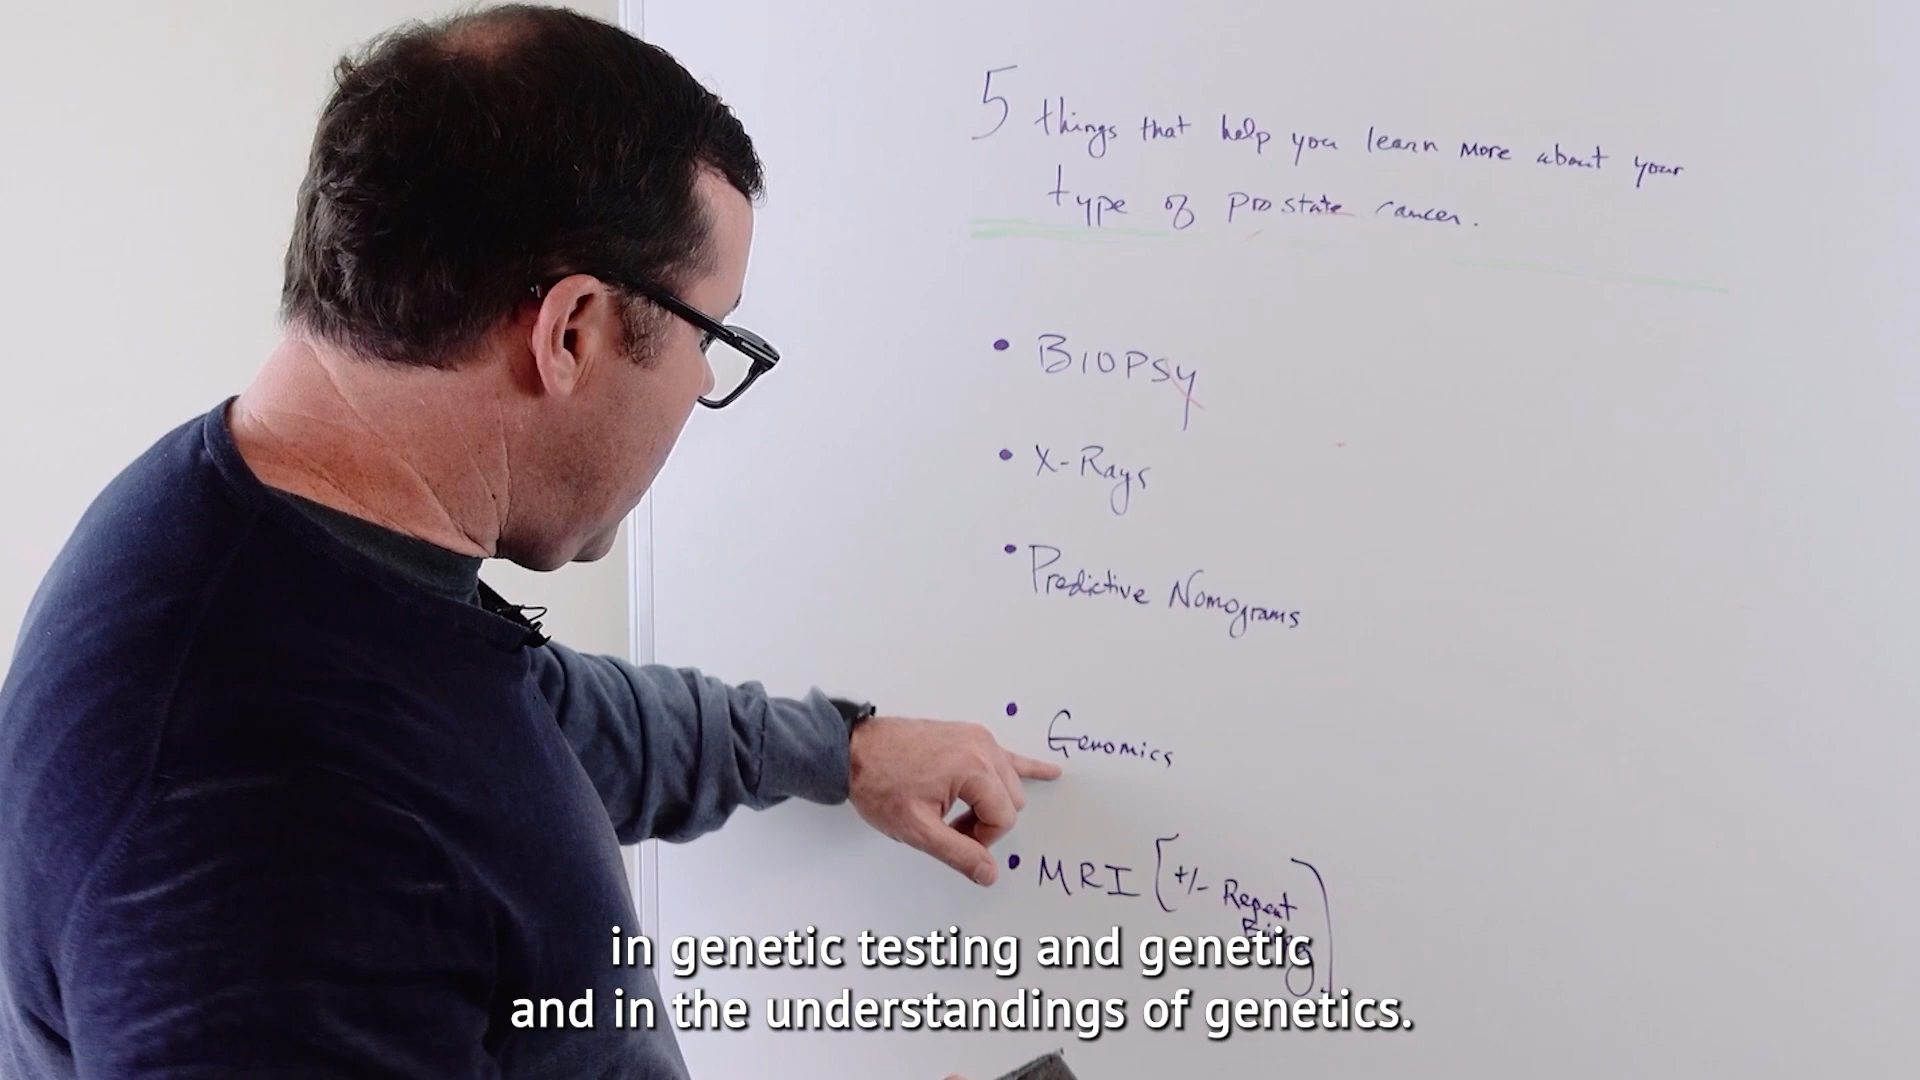 5 things that help you learn more about your
type of prostate cancer.
• BIOPSY
• X-Rays
• Predictive Nomograms
• Genomics
• MRI [+/- Repeat
in genetic testing and genetic
and in the understandings of genetics.